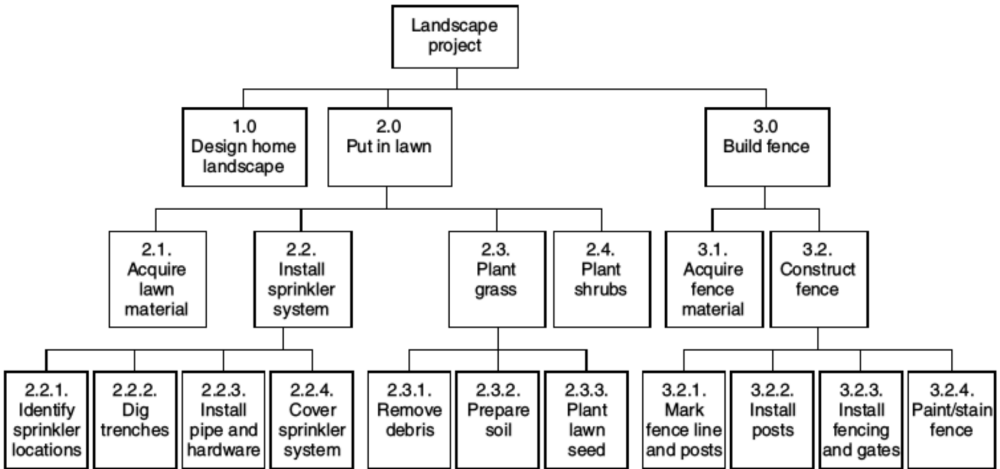 Landscape
project
1.0
Design home
landscape
2.0
Put in lawn
3.0
Build fence
2.1.
Acquire
lawn
material
2.2.
Install
sprinkler
system
2.3.
Plant
grass
2.4.
Plant
shrubs
3.1.
Acquire
fence
material
3.2.
Construct
fence
2.2.1.
Identify
sprinkler
locations
2.2.2.
Dig
trenches
2.2.3.
Install
pipe and
hardware
2.2.4.
Cover
sprinkler
system
2.3.1.
Remove
debris
2.3.2.
Prepare
soil
2.3.3.
Plant
lawn
seed
3.2.1.
Mark
fence line
and posts
3.2.2.
Install
posts
3.2.3.
Install
fencing
and gates
3.2.4.
Paint/stain
fence